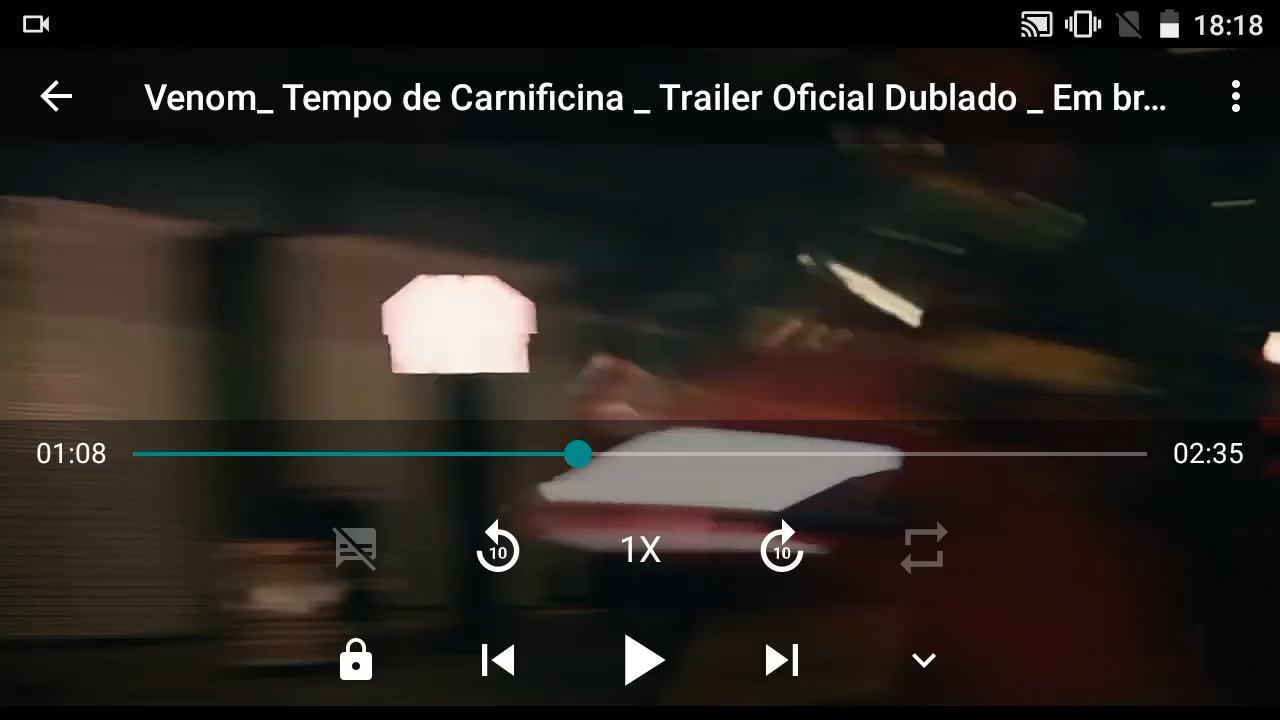 18:18
Venom_ Tempo de Carnificina _ Trailer Oficial Dublado _ Em br...
01:08
02:35
10
1X
10